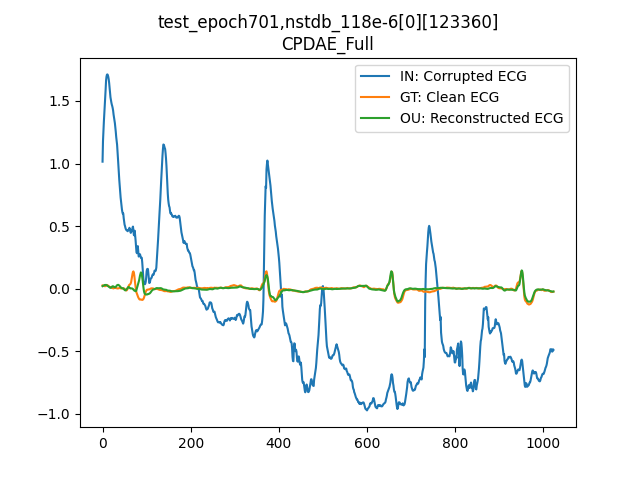 test_epoch701,nstdb_118e-6[0][123360]
CPDAE_Full
IN: Corrupted ECG
GT: Clean ECG
OU: Reconstructed ECG
1.5
1.0
0.5
0.0
−0.5
−1.0
0 200 400 600 800 1000